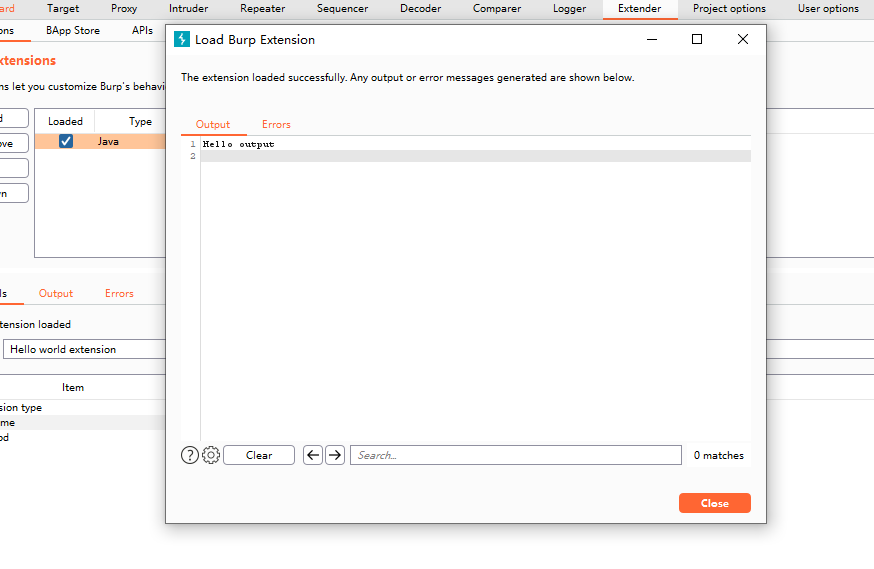 ard Target Proxy Intruder Repeater Sequencer Decoder Comparer Logger Extender Project options User options
ons BApp Store APIs
Load Burp Extension
xtensions
The extension loaded successfully. Any output or error messages generated are shown below.
ns let you customize Burp's behavi
d
Loaded Type
Output Errors
ove
Java
1 Hello output
2
wn
ls Output Errors
tension loaded
Hello world extension
Item
sion type
me
od
? Clear Search... 0 matches
Close